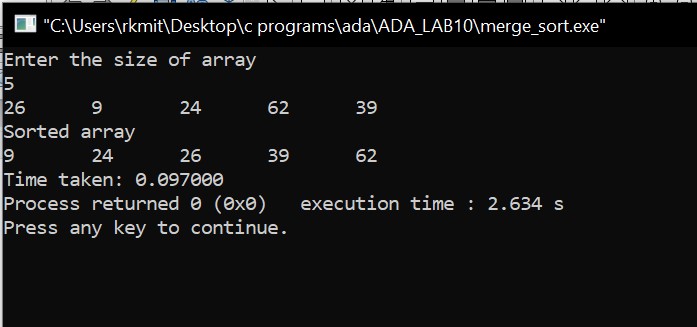 "C:\Users\rkmit\Desktop\c programs\ada\ADA_LAB10\merge_sort.exe"
Enter the size of array
5
26 9 24 62 39
Sorted array
9 24 26 39 62
Time taken: 0.097000
Process returned 0 (0x0) execution time : 2.634 s
Press any key to continue.